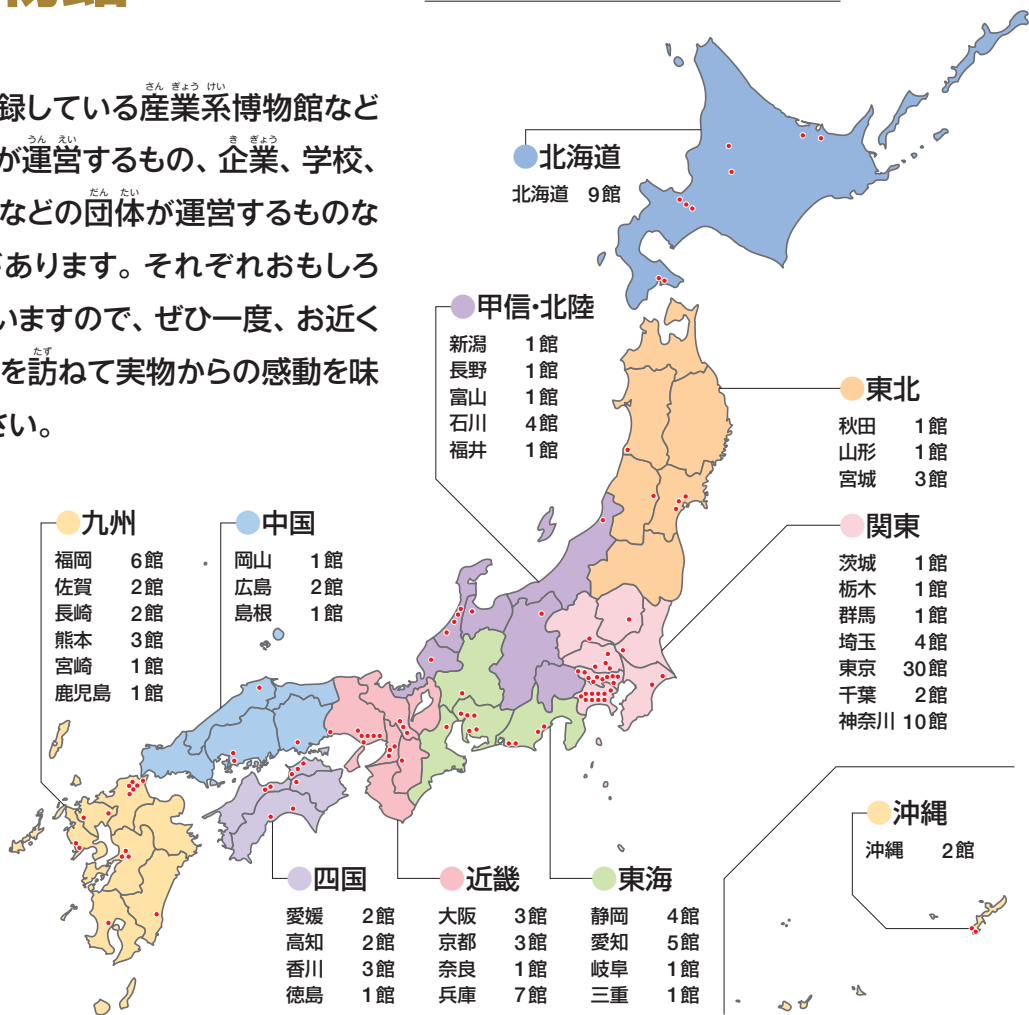 物館
録している産業系博物館など
が運営するもの、企業、学校、
などの団体が運営するものな
があります。それぞれおもしろ
いますので、ぜひ一度、お近く
を訪ねて実物からの感動を味
さい。
北海道
北海道 9館
甲信・北陸
新潟 1館
長野 1館
富山 1館
石川 4館
福井 1館
東北
秋田 1館
山形 1館
宮城 3館
関東
茨城 1館
栃木 1館
群馬 1館
埼玉 4館
東京 30館
千葉 2館
神奈川 10館
九州
福岡 6館
佐賀 2館
長崎 2館
熊本 3館
宮崎 1館
鹿児島 1館
中国
岡山 1館
広島 2館
島根 1館
四国
愛媛 2館
高知 2館
香川 3館
徳島 1館
近畿
大阪 3館
京都 3館
奈良 1館
兵庫 7館
東海
静岡 4館
愛知 5館
岐阜 1館
三重 1館
沖縄
沖縄 2館